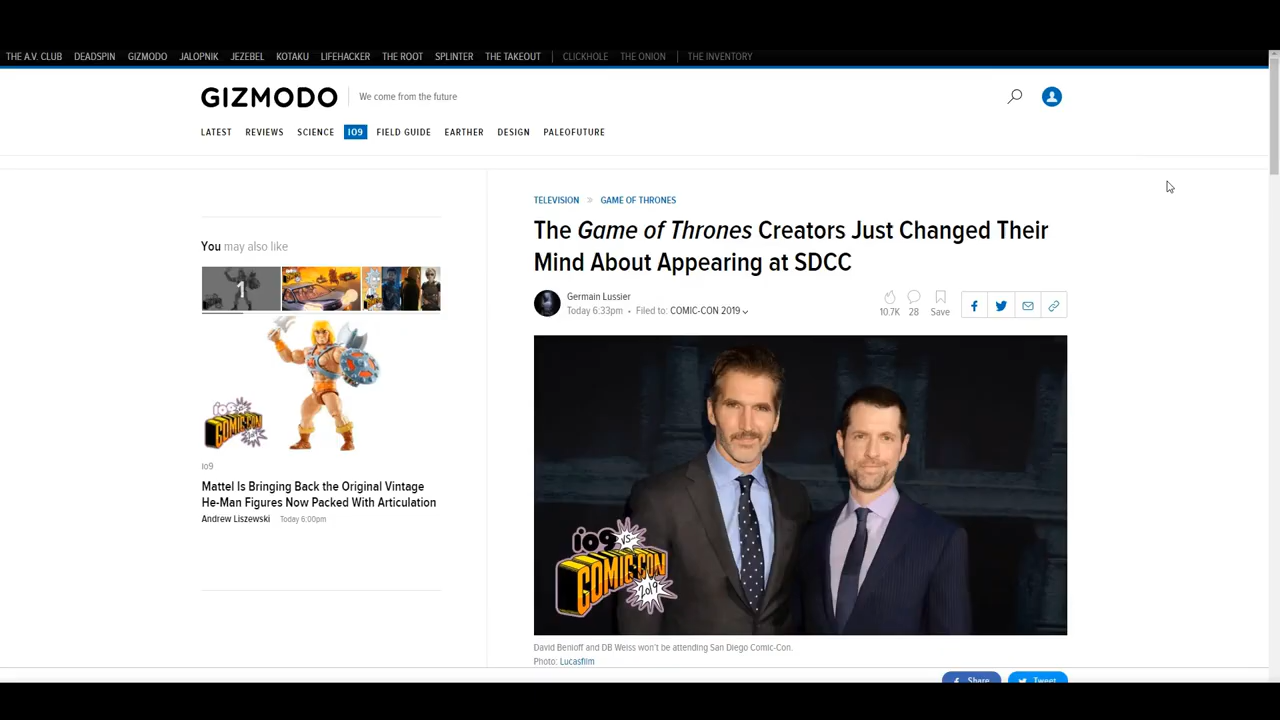 THE A.V. CLUB DEADSPIN GIZMODO JALOPNIK JEZEBEL KOTAKU LIFEHACKER THE ROOT SPLINTER THE TAKEOUT CLICKHOLE THE ONION THE INVENTORY
GIZMODO We come from the future
LATEST REVIEWS SCIENCE IO9 FIELD GUIDE EARTHER DESIGN PALEOFUTURE
TELEVISION » GAME OF THRONES
The Game of Thrones Creators Just Changed Their
Mind About Appearing at SDCC
Germain Lussier
Today 6:33pm • Filed to: COMIC-CON 2019
10.7K 28 Save
You may also like
1
io9
COMIC CON
2019
io9
Mattel Is Bringing Back the Original Vintage
He-Man Figures Now Packed With Articulation
Andrew Liszewski Today 6:00pm
io9 VS.
COMIC-CON
2019
David Benioff and DB Weiss won't be attending San Diego Comic-Con.
Photo: Lucasfilm
Share Tweet